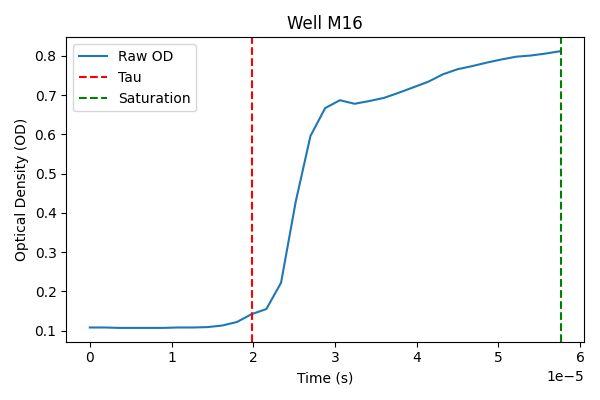 Well M16
Raw OD
Tau
Saturation
Optical Density (OD)
0.8
0.7
0.6
0.5
0.4
0.3
0.2
0.1
0 1 2 3 4 5 6
1e−5
Time (s)